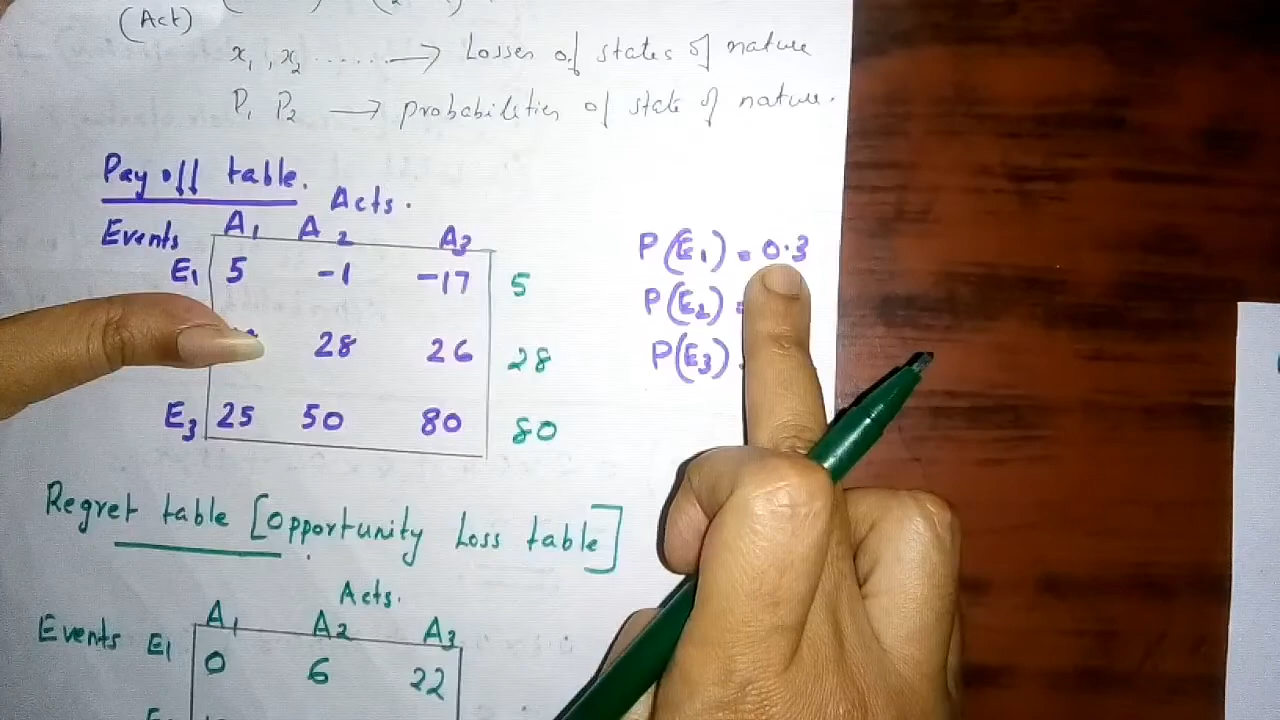 (Act)
x₁, x₂ ......→ Losses of states of nature
P₁ P₂ → probabilities of state of nature.
Pay off table.
Acts.
Events A₁ A₂ A₃
E₁ 5 -1 -17 5
28 26 28
E₃ 25 50 80 80
P(E₁) = 0.3
P(E₂) =
P(E₃)
Regret table [Opportunity Loss table]
Acts.
A₁ A₂ A₃
Events E₁ 0 6 22